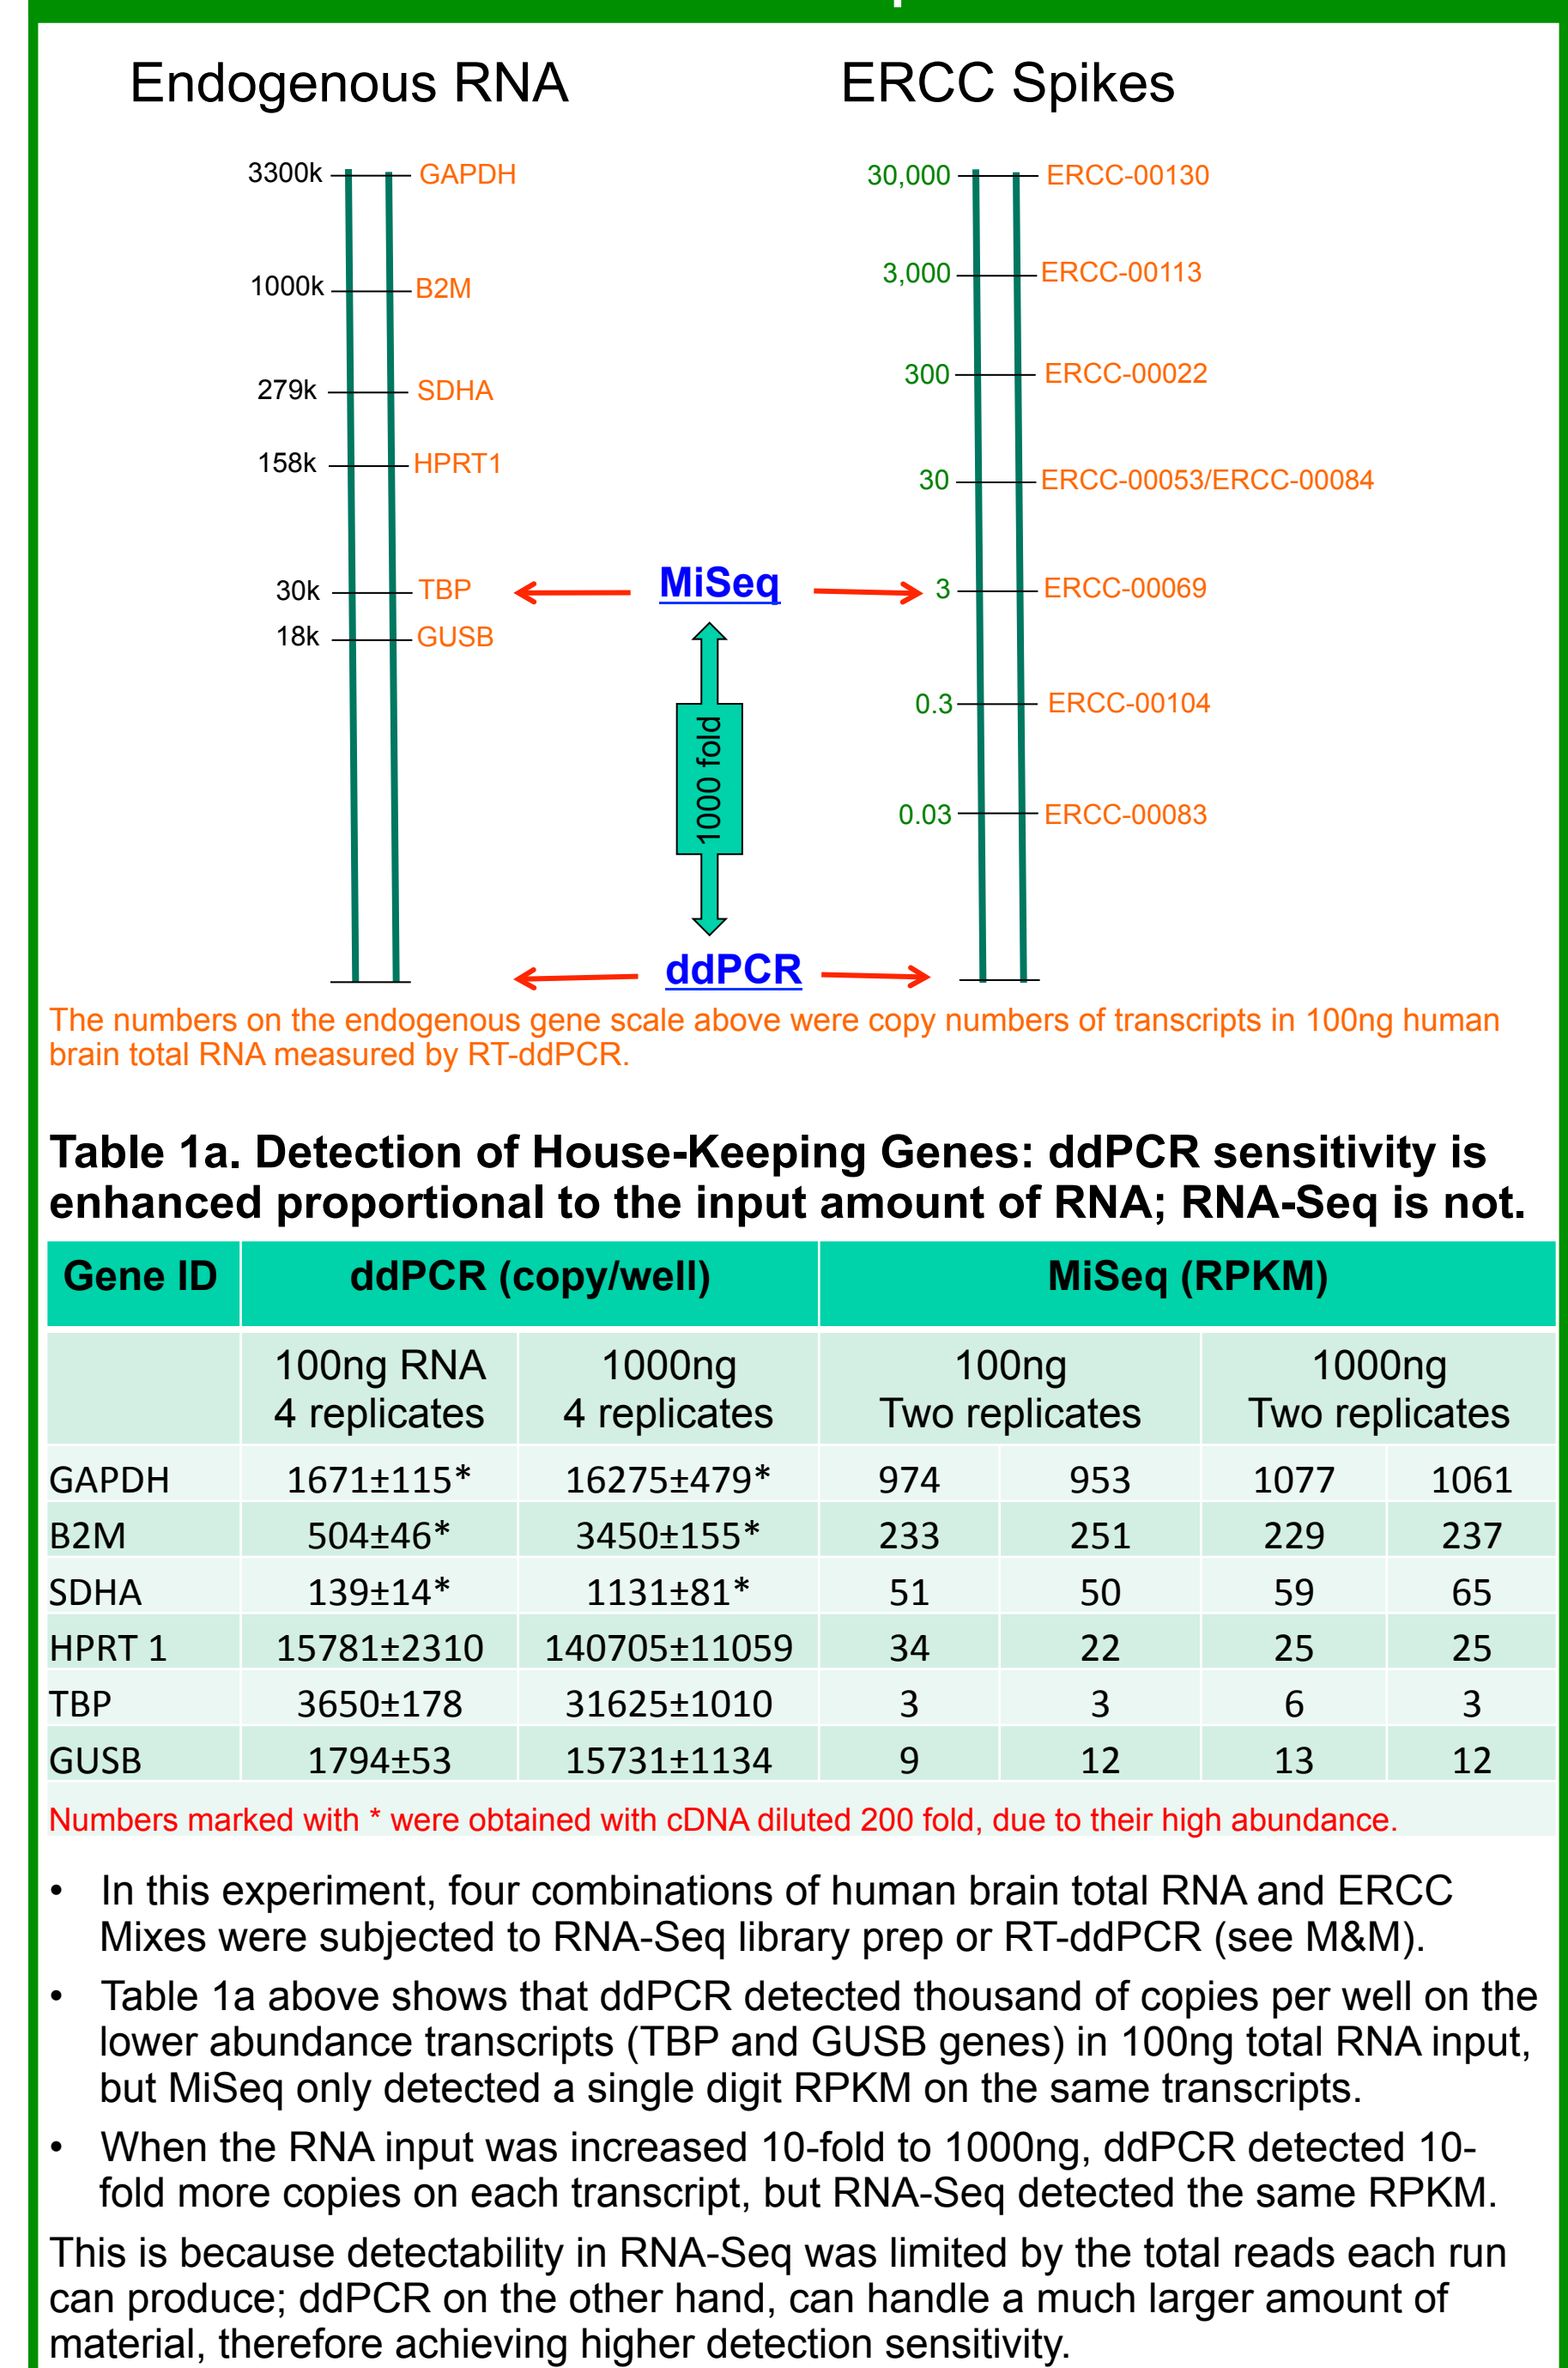 Endogenous RNA
ERCC Spikes
3300k GAPDH
1000k B2M
279k SDHA
158k HPRT1
30k TBP
18k GUSB
MiSeq
1000 fold
ddPCR
30,000 ERCC-00130
3,000 ERCC-00113
300 ERCC-00022
30 ERCC-00053/ERCC-00084
3 ERCC-00069
0.3 ERCC-00104
0.03 ERCC-00083
The numbers on the endogenous gene scale above were copy numbers of transcripts in 100ng human
brain total RNA measured by RT-ddPCR.
Table 1a. Detection of House-Keeping Genes: ddPCR sensitivity is
enhanced proportional to the input amount of RNA; RNA-Seq is not.
Gene ID ddPCR (copy/well) MiSeq (RPKM)
100ng RNA 1000ng 100ng 1000ng
4 replicates 4 replicates Two replicates Two replicates
GAPDH 1671±115* 16275±479* 974 953 1077 1061
B2M 504±46* 3450±155* 233 251 229 237
SDHA 139±14* 1131±81* 51 50 59 65
HPRT 1 15781±2310 140705±11059 34 22 25 25
TBP 3650±178 31625±1010 3 3 6 3
GUSB 1794±53 15731±1134 9 12 13 12
Numbers marked with * were obtained with cDNA diluted 200 fold, due to their high abundance.
• In this experiment, four combinations of human brain total RNA and ERCC
Mixes were subjected to RNA-Seq library prep or RT-ddPCR (see M&M).
• Table 1a above shows that ddPCR detected thousand of copies per well on the
lower abundance transcripts (TBP and GUSB genes) in 100ng total RNA input,
but MiSeq only detected a single digit RPKM on the same transcripts.
• When the RNA input was increased 10-fold to 1000ng, ddPCR detected 10-
fold more copies on each transcript, but RNA-Seq detected the same RPKM.
This is because detectability in RNA-Seq was limited by the total reads each run
can produce; ddPCR on the other hand, can handle a much larger amount of
material, therefore achieving higher detection sensitivity.